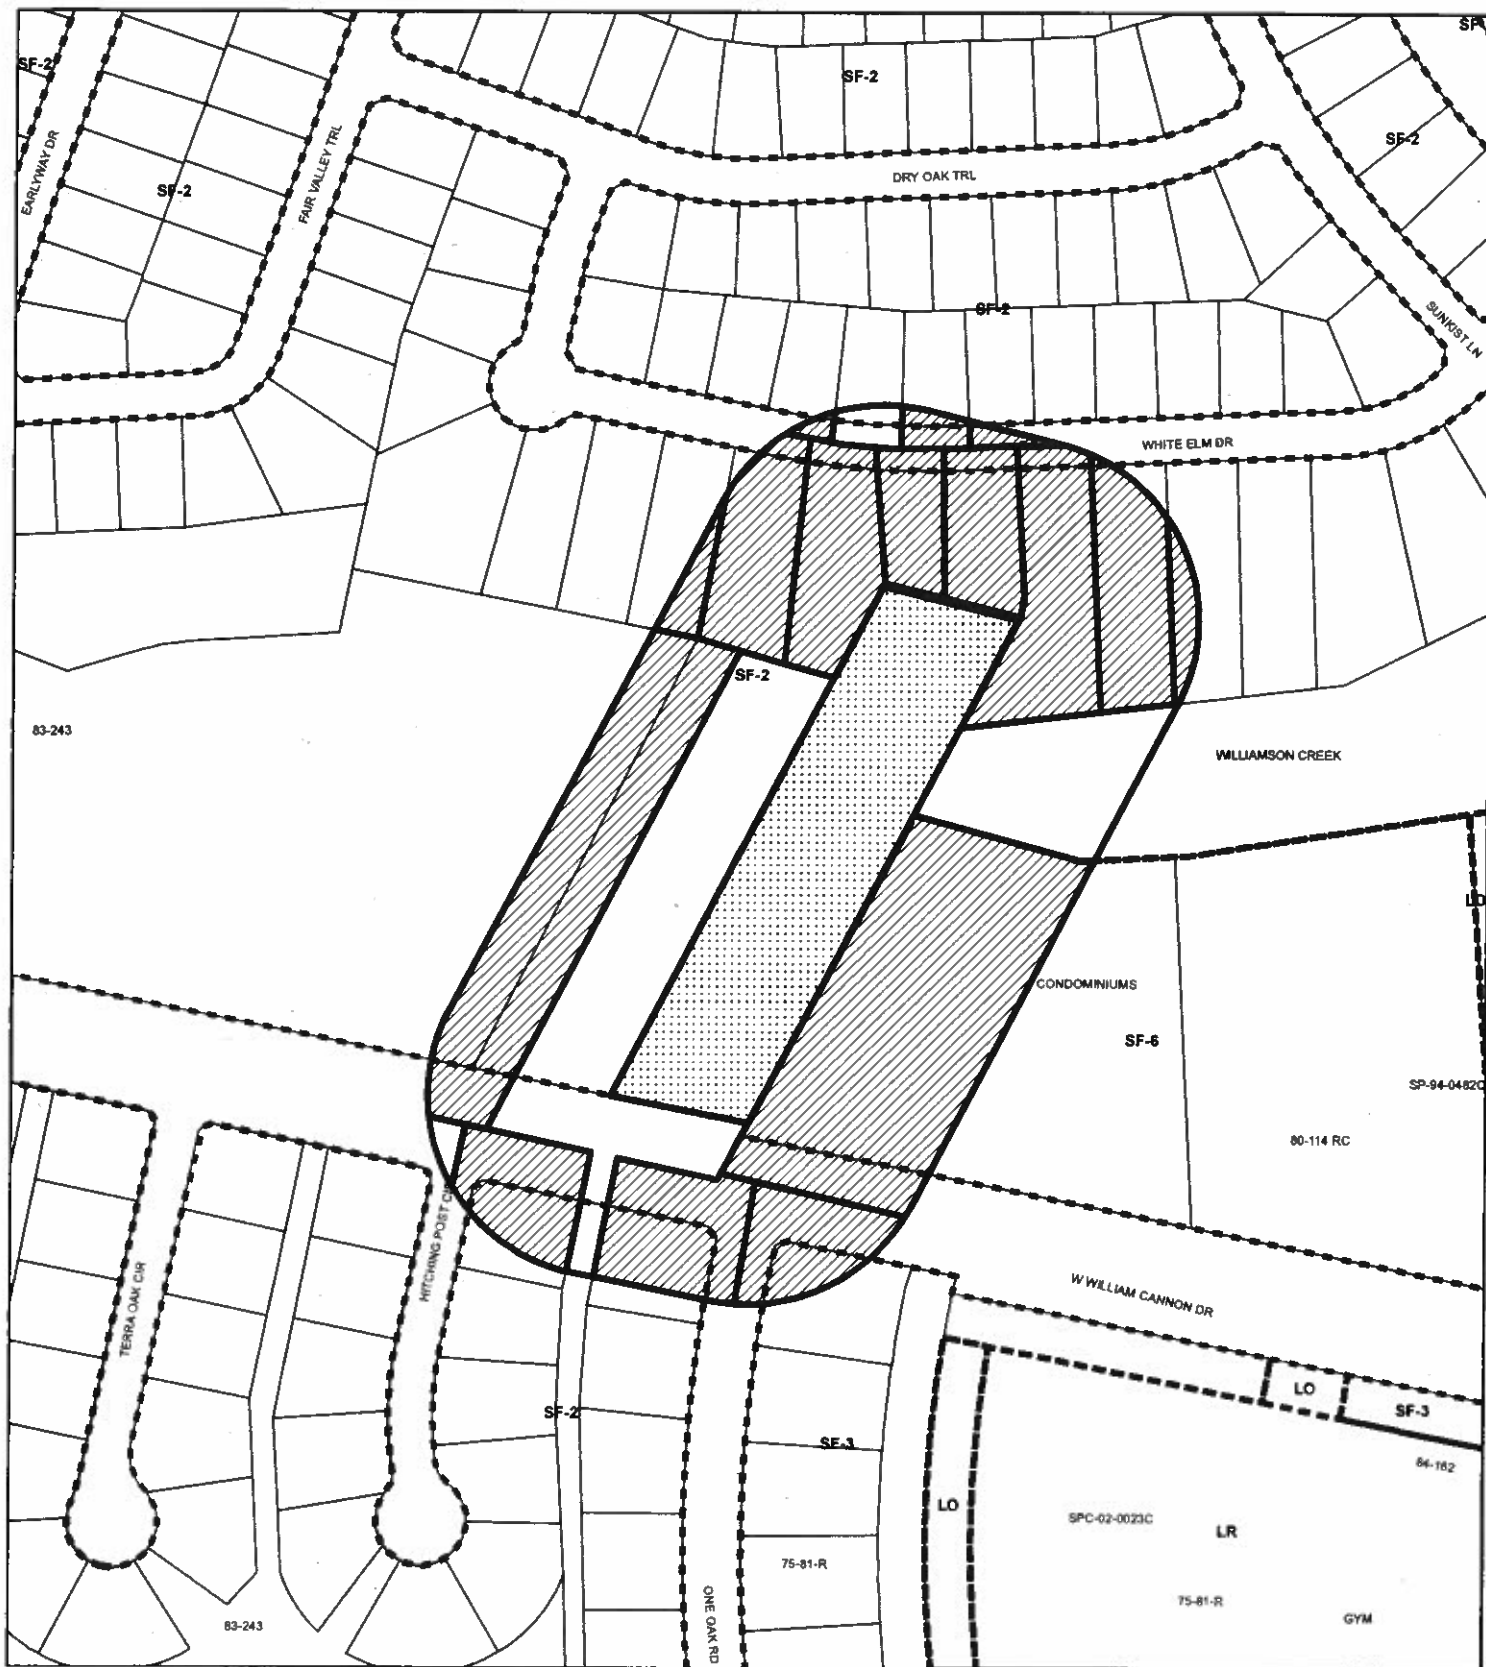 SF-2
SF-2
EARLYWAY DR
SF-2
FAIR VALLEY TRL
DRY OAK TRL
SF-2
SF-2
SUNKIST LN
WHITE ELM DR
SF-2
83-243
WILLIAMSON CREEK
LO
CONDOMINIUMS
SF-6
SP-94-0482C
80-114 RC
HITCHING POST CIR
TERRA OAK CIR
W WILLIAM CANNON DR
LO
SF-3
SF-2
SF-3
84-162
LO
SPC-02-0023C
LR
75-81-R
75-81-R
ONE OAK RD
GYM
83-243